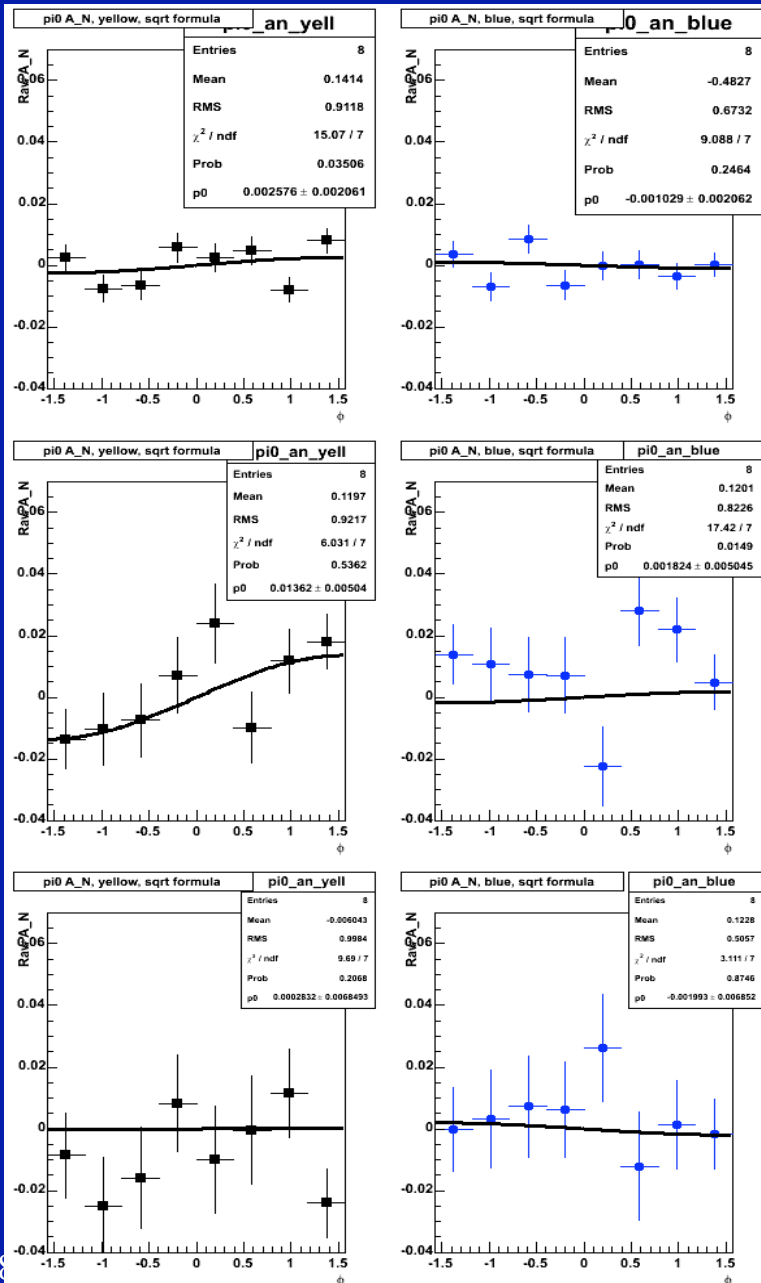 pi0 A_N, yellow, sqrt formula
pi0_an_yell
Entries 8
Mean 0.1414
RMS 0.9118
χ² / ndf 15.07 / 7
Prob 0.03506
p0 0.002576 ± 0.002061
Raw A_N
0.06
0.04
0.02
0
-0.02
-0.04
-1.5 -1 -0.5 0 0.5 1 1.5
ϕ
pi0 A_N, blue, sqrt formula
pi0_an_blue
Entries 8
Mean -0.4827
RMS 0.6732
χ² / ndf 9.088 / 7
Prob 0.2464
p0 -0.001029 ± 0.002062
Raw A_N
0.06
0.04
0.02
0
-0.02
-0.04
-1.5 -1 -0.5 0 0.5 1 1.5
ϕ
pi0 A_N, yellow, sqrt formula
pi0_an_yell
Entries 8
Mean 0.1197
RMS 0.9217
χ² / ndf 6.031 / 7
Prob 0.5362
p0 0.01362 ± 0.00504
Raw A_N
0.06
0.04
0.02
0
-0.02
-0.04
-1.5 -1 -0.5 0 0.5 1 1.5
ϕ
pi0 A_N, blue, sqrt formula
pi0_an_blue
Entries 8
Mean 0.1201
RMS 0.8226
χ² / ndf 17.42 / 7
Prob 0.0149
p0 0.001824 ± 0.005045
Raw A_N
0.06
0.04
0.02
0
-0.02
-0.04
-1.5 -1 -0.5 0 0.5 1 1.5
ϕ
pi0 A_N, yellow, sqrt formula
pi0_an_yell
Entries 8
Mean -0.006043
RMS 0.9984
χ² / ndf 9.69 / 7
Prob 0.2068
p0 0.0002832 ± 0.0068493
Raw A_N
0.06
0.04
0.02
0
-0.02
-0.04
-1.5 -1 -0.5 0 0.5 1 1.5
ϕ
pi0 A_N, blue, sqrt formula
pi0_an_blue
Entries 8
Mean 0.1228
RMS 0.5057
χ² / ndf 3.111 / 7
Prob 0.8746
p0 -0.001993 ± 0.006852
Raw A_N
0.06
0.04
0.02
0
-0.02
-0.04
-1.5 -1 -0.5 0 0.5 1 1.5
ϕ